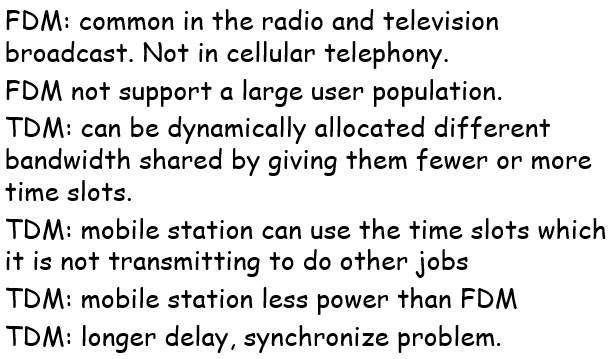 FDM: common in the radio and television
broadcast. Not in cellular telephony.
FDM not support a large user population.
TDM: can be dynamically allocated different
bandwidth shared by giving them fewer or more
time slots.
TDM: mobile station can use the time slots which
it is not transmitting to do other jobs
TDM: mobile station less power than FDM
TDM: longer delay, synchronize problem.